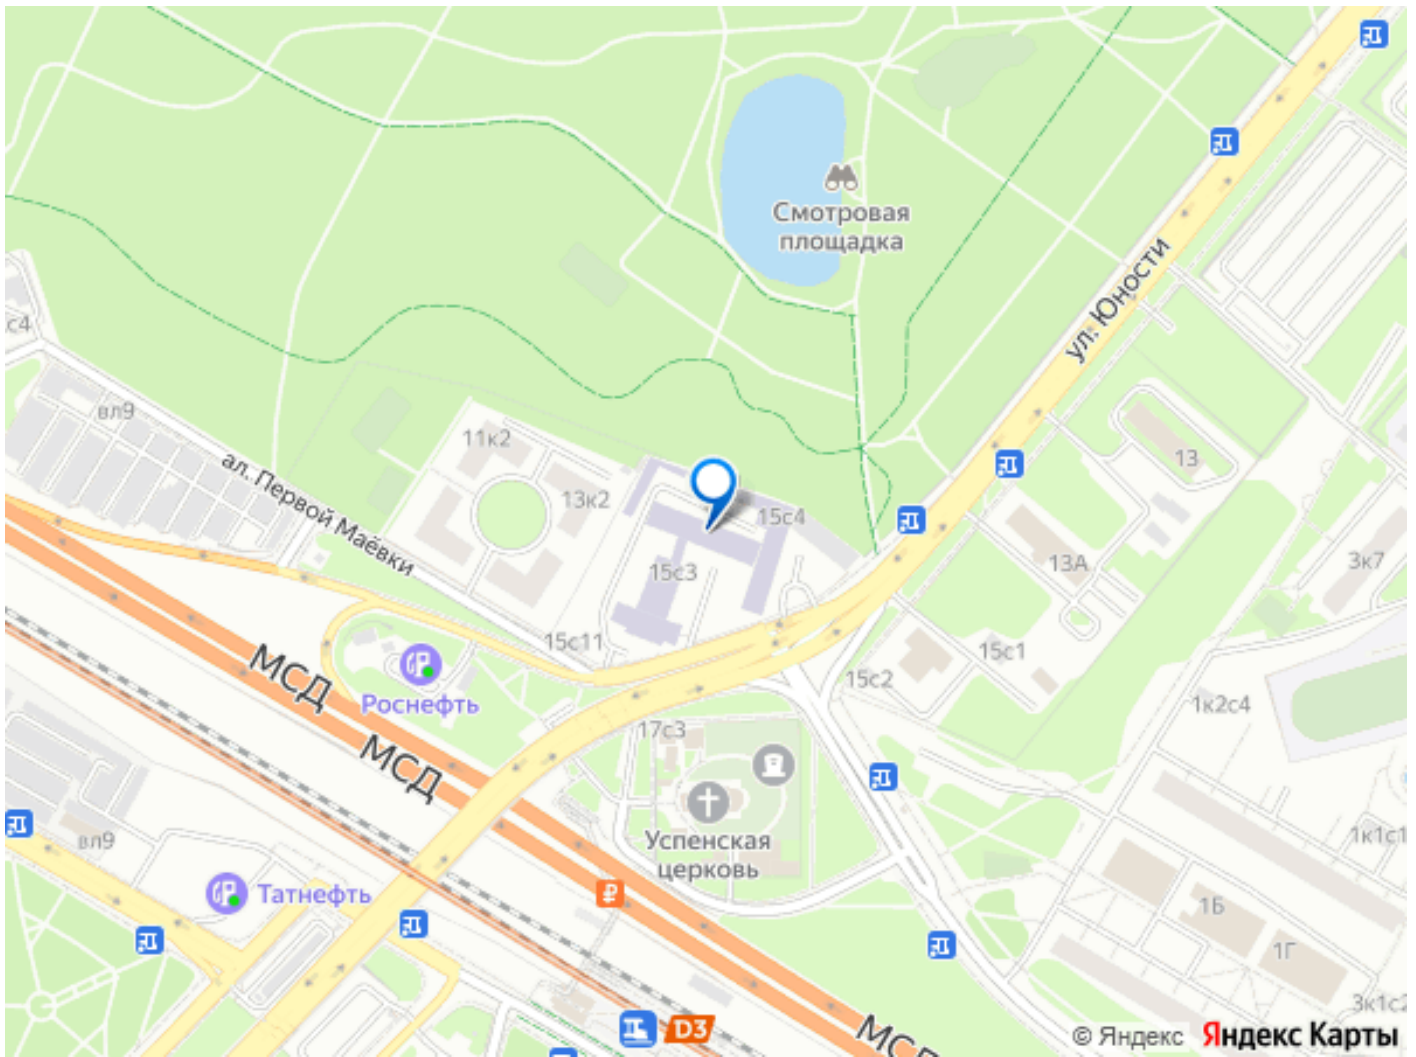 Смотровая
площадка
ул. Юности
с4
вл9
ал. Первой Маёвки
11к2
13к2
15с4
15с3
13
13А
3к7
15с11
15с1
15с2
МСД
Роснефть
1к2с4
17с3
МСД
Успенская
церковь
1к1с1
вл9
Татнефть
₽
1Б
1Г
3к1с2
D3
МСД
© Яндекс Яндекс Карты